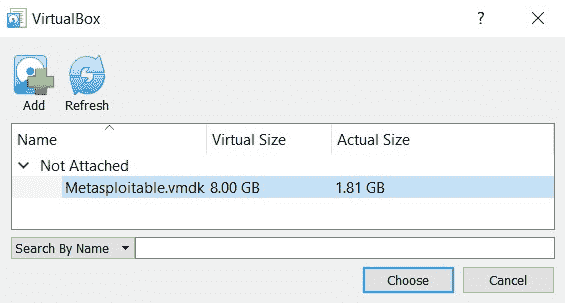 VirtualBox ?
Add Refresh
Name Virtual Size Actual Size
Not Attached
Metasploitable.vmdk 8.00 GB 1.81 GB
Search By Name
Choose Cancel